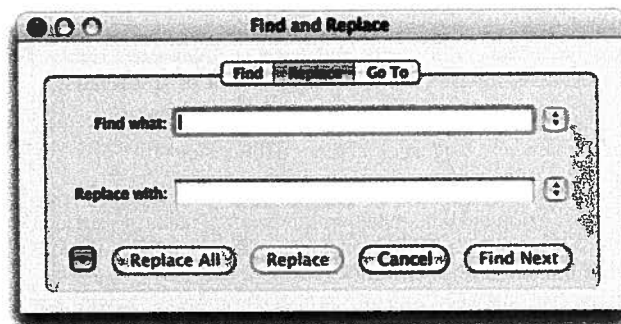 Find and Replace
Find Replace Go To
Find what:
Replace with:
Replace All Replace Cancel Find Next